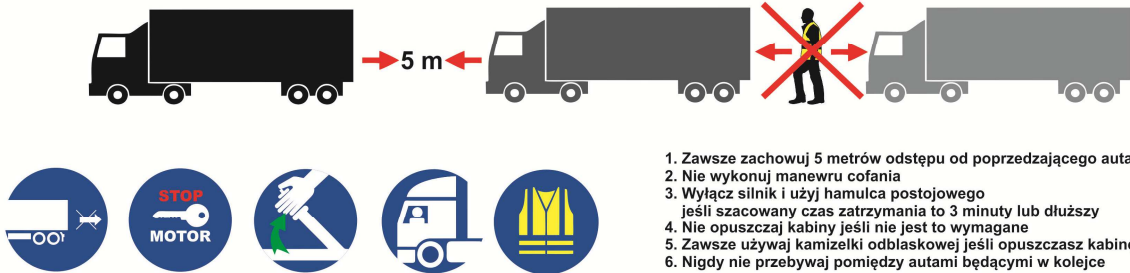 5 m
STOP
MOTOR
1. Zawsze zachowuj 5 metrów odstępu od poprzedzającego auta
2. Nie wykonuj manewru cofania
3. Wyłącz silnik i użyj hamulca postojowego
jeśli szacowany czas zatrzymania to 3 minuty lub dłuższy
4. Nie opuszczaj kabiny jeśli nie jest to wymagane
5. Zawsze używaj kamizelki odblaskowej jeśli opuszczasz kabinę
6. Nigdy nie przebywaj pomiędzy autami będącymi w kolejce